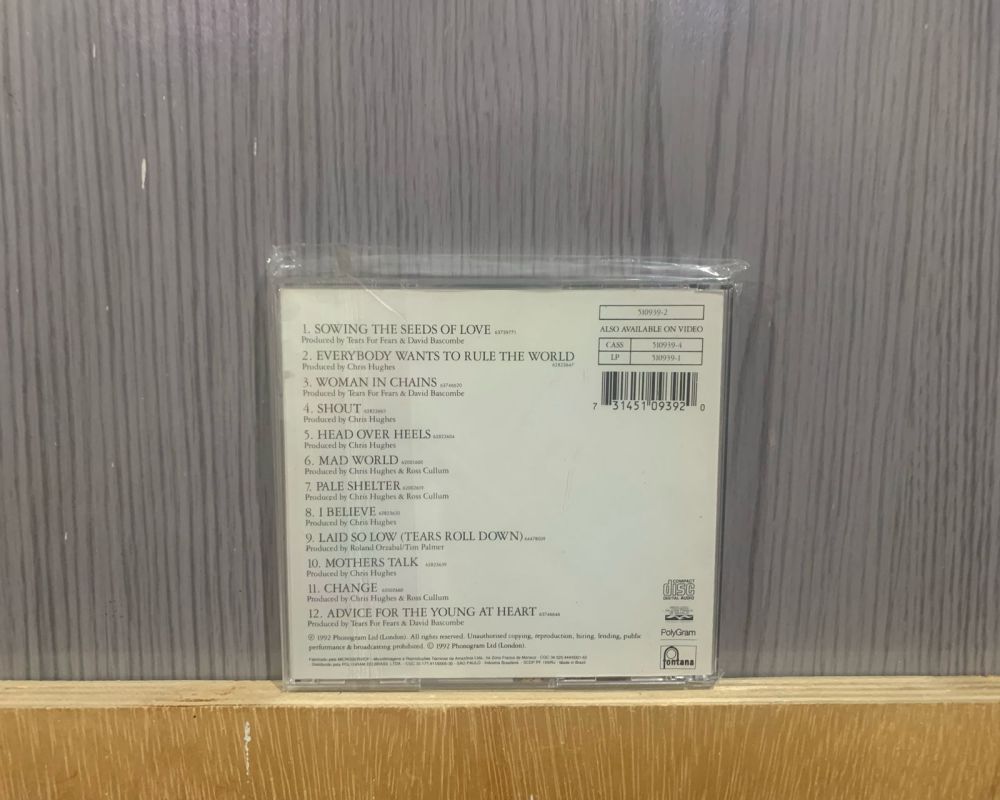 510939-2
ALSO AVAILABLE ON VIDEO
CASS 510939-4
LP 510939-1
7 31451 09392 0
1. SOWING THE SEEDS OF LOVE 63739771
Produced by Tears For Fears & David Bascombe
2. EVERYBODY WANTS TO RULE THE WORLD
Produced by Chris Hughes 62823647
3. WOMAN IN CHAINS 63746620
Produced by Tears For Fears & David Bascombe
4. SHOUT
Produced by Chris Hughes
5. HEAD OVER HEELS 62823604
Produced by Chris Hughes
6. MAD WORLD
Produced by Chris Hughes & Ross Cullum
7. PALE SHELTER
Produced by Chris Hughes & Ross Cullum
8. I BELIEVE
Produced by Chris Hughes
9. LAID SO LOW (TEARS ROLL DOWN)
Produced by Roland Orzabal/Tim Palmer
10. MOTHERS TALK 62823639
Produced by Chris Hughes
11. CHANGE
Produced by Chris Hughes & Ross Cullum
12. ADVICE FOR THE YOUNG AT HEART
Produced by Tears For Fears & David Bascombe
℗ 1992 Phonogram Ltd (London). All rights reserved. Unauthorised copying, reproduction, hiring, lending, public
performance & broadcasting prohibited. © 1992 Phonogram Ltd (London).
COMPACT
disc
DIGITAL AUDIO
PolyGram
fontana